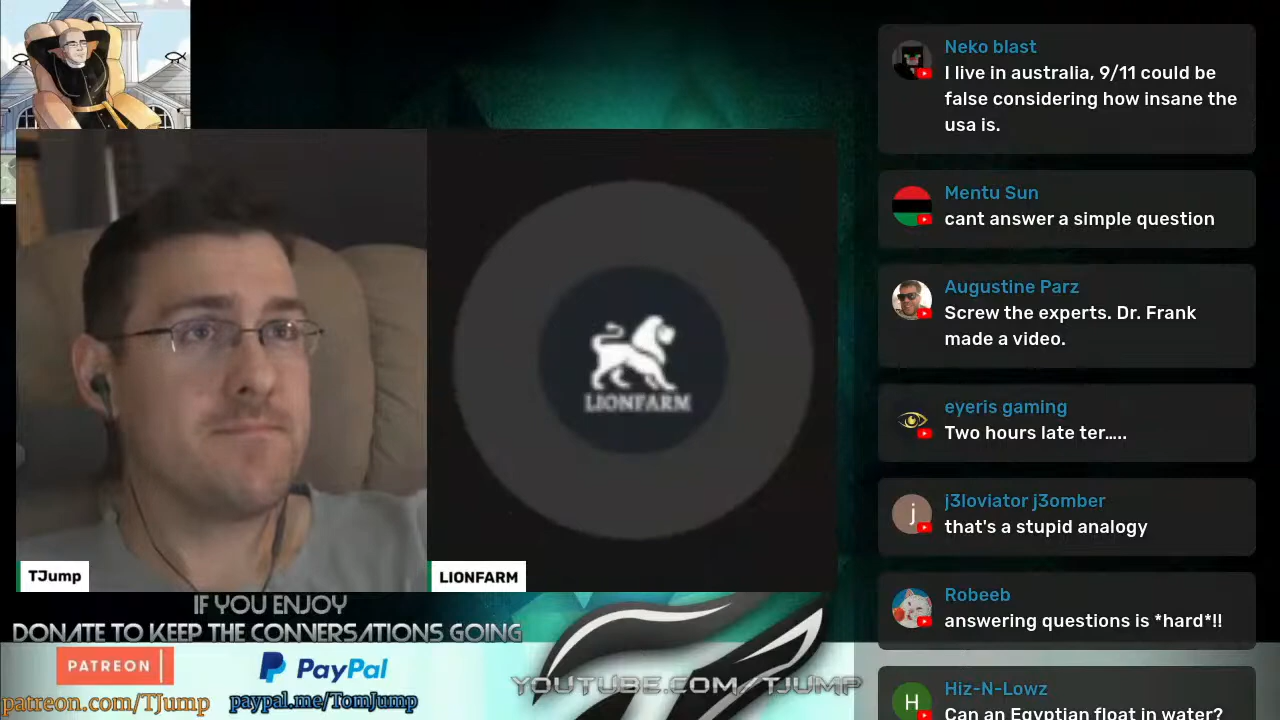 Neko blast
I live in australia, 9/11 could be
false considering how insane the
usa is.
Mentu Sun
cant answer a simple question
Augustine Parz
Screw the experts. Dr. Frank
made a video.
eyeris gaming
Two hours late ter.....
j3loviator j3omber
that's a stupid analogy
Robeeb
answering questions is *hard*!!
Hiz-N-Lowz
Can an Egyptian float in water?
LIONFARM
TJump
LIONFARM
IF YOU ENJOY
DONATE TO KEEP THE CONVERSATIONS GOING
PATREON
PayPal
patreon.com/TJump
paypal.me/TomJump
YOUTUBE.COM/TJUMP
j
H